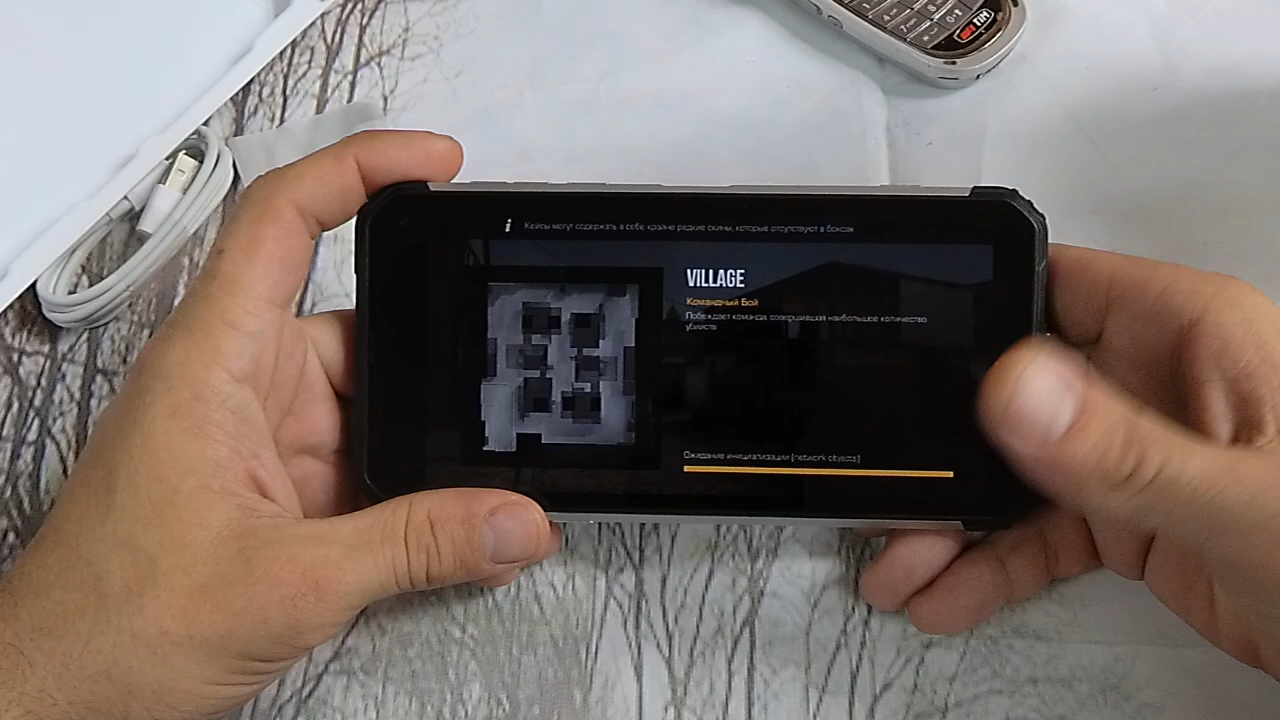 Кейсы могут содержать в себе крайне редкие скины, которые отсутствуют в боксах
VILLAGE
Командный Бой
Побеждает команда, совершившая наибольшее количество
убийств
Ожидание инициализации (network objects)